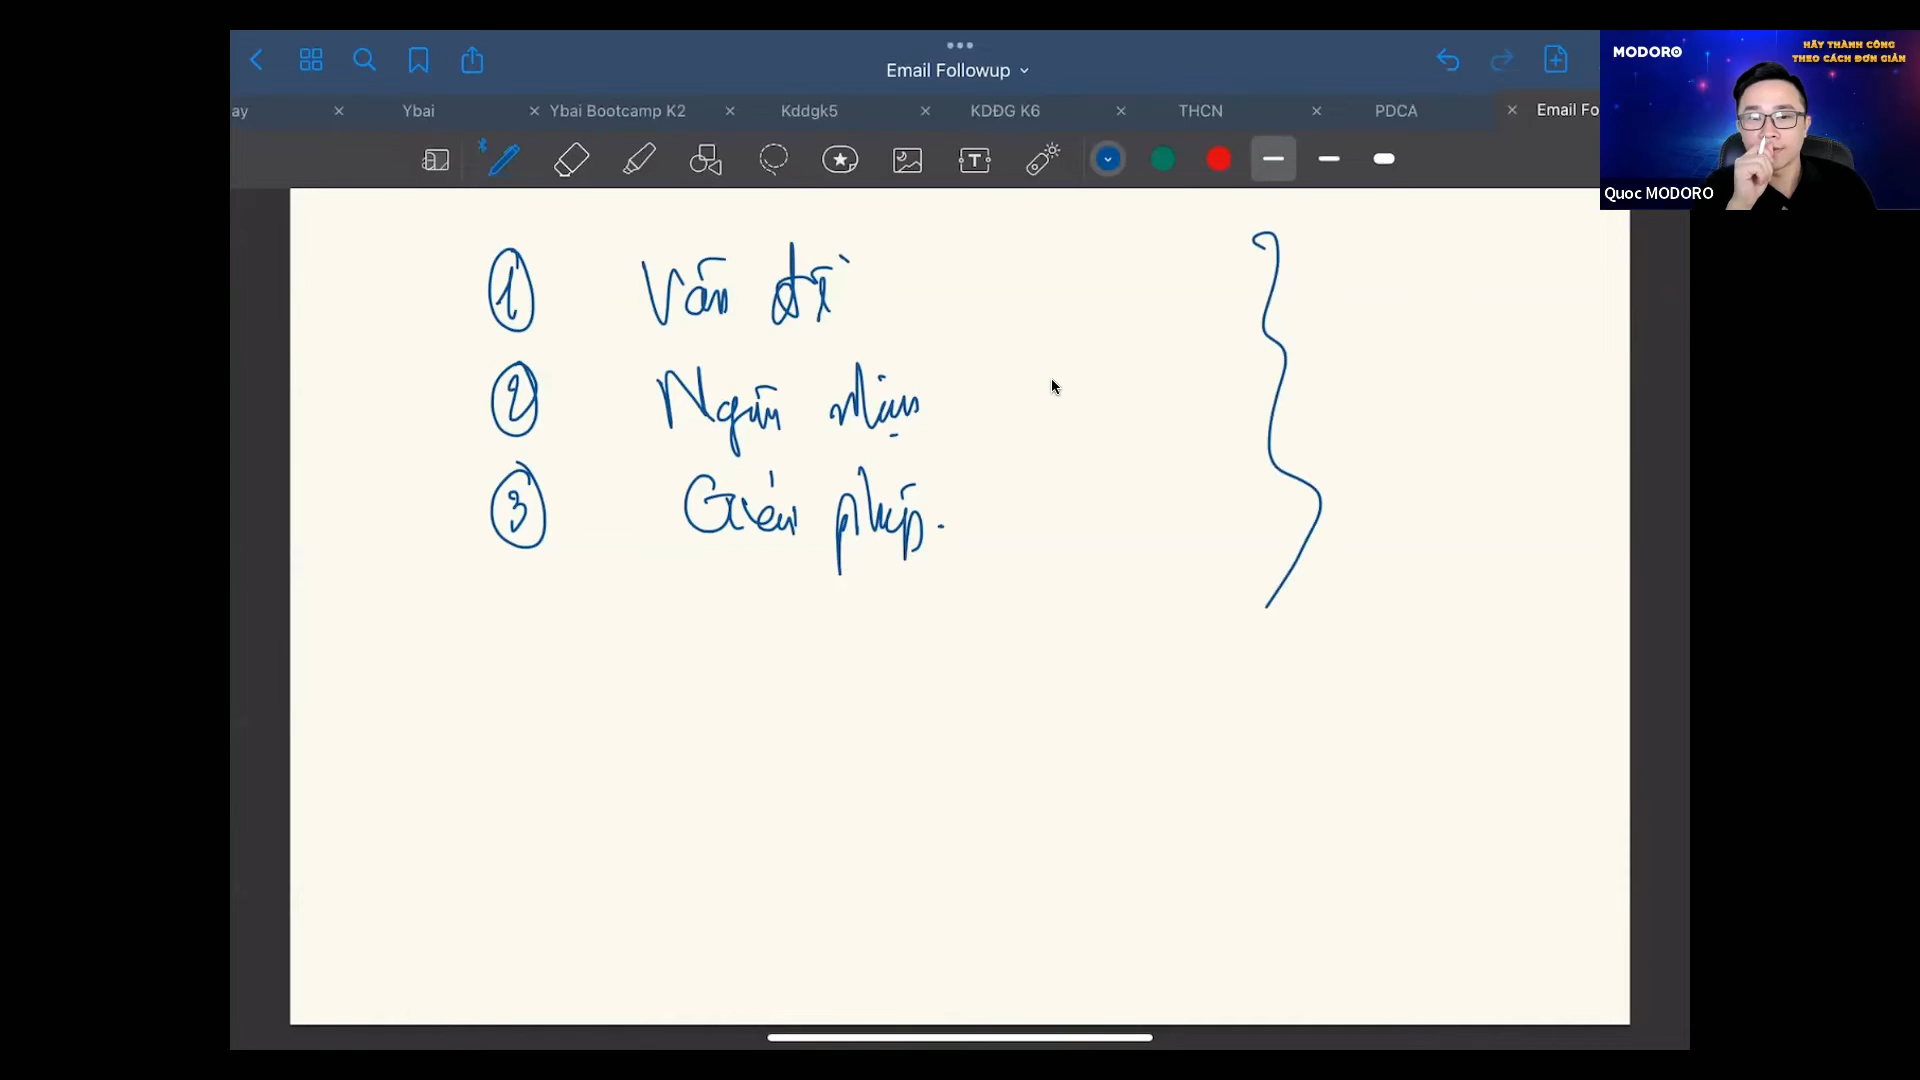 Email Followup
MODORO
HÃY THÀNH CÔNG
THEO CÁCH ĐƠN GIẢN
ay
Ybai
Ybai Bootcamp K2
Kddgk5
KDĐG K6
THCN
PDCA
Email Fo
T
Quoc MODORO
1 Vấn đề
2 Nguyên nhân
3 Giải pháp.